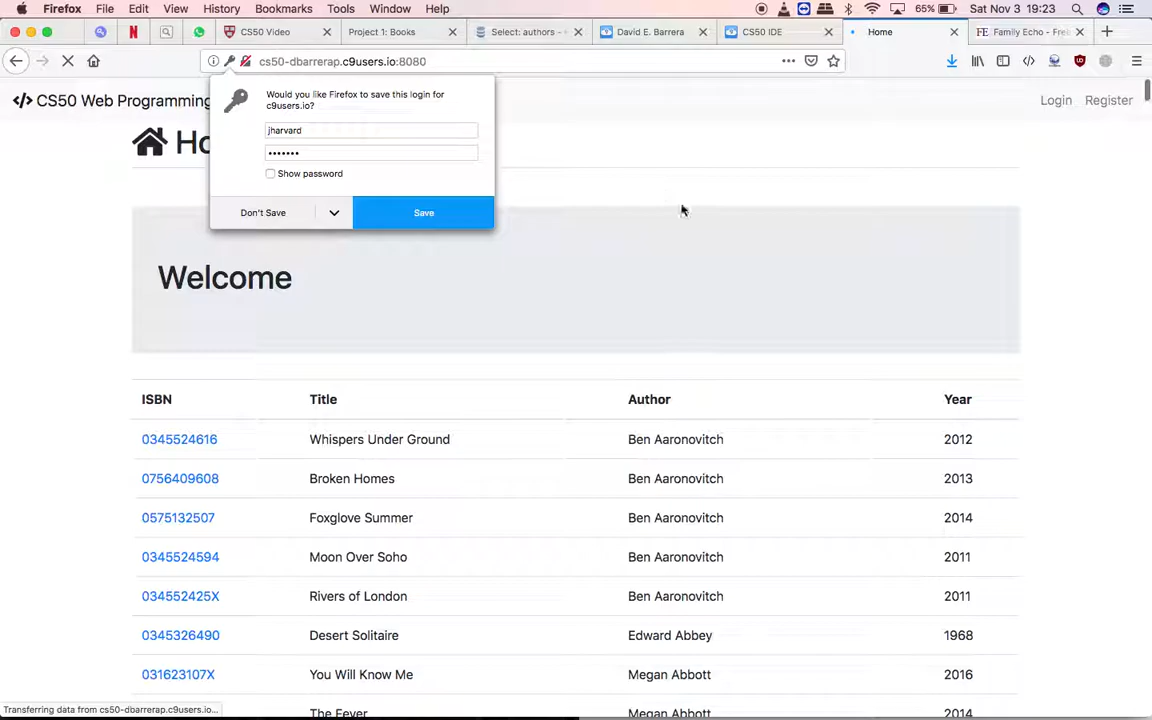 Firefox File Edit View History Bookmarks Tools Window Help 65% Sat Nov 3 19:23
CS50 Video Project 1: Books Select: authors - David E. Barrera CS50 IDE Home Family Echo - Fre
cs50-dbarrerap.c9users.io:8080
Would you like Firefox to save this login for
c9users.io?
jharvard
•••••••
Show password
Don't Save Save
CS50 Web Programming Login Register
Ho
Welcome
ISBN Title Author Year
0345524616 Whispers Under Ground Ben Aaronovitch 2012
0756409608 Broken Homes Ben Aaronovitch 2013
0575132507 Foxglove Summer Ben Aaronovitch 2014
0345524594 Moon Over Soho Ben Aaronovitch 2011
034552425X Rivers of London Ben Aaronovitch 2011
0345326490 Desert Solitaire Edward Abbey 1968
031623107X You Will Know Me Megan Abbott 2016
The Fever Megan Abbott 2014
Transferring data from cs50-dbarrerap.c9users.io...